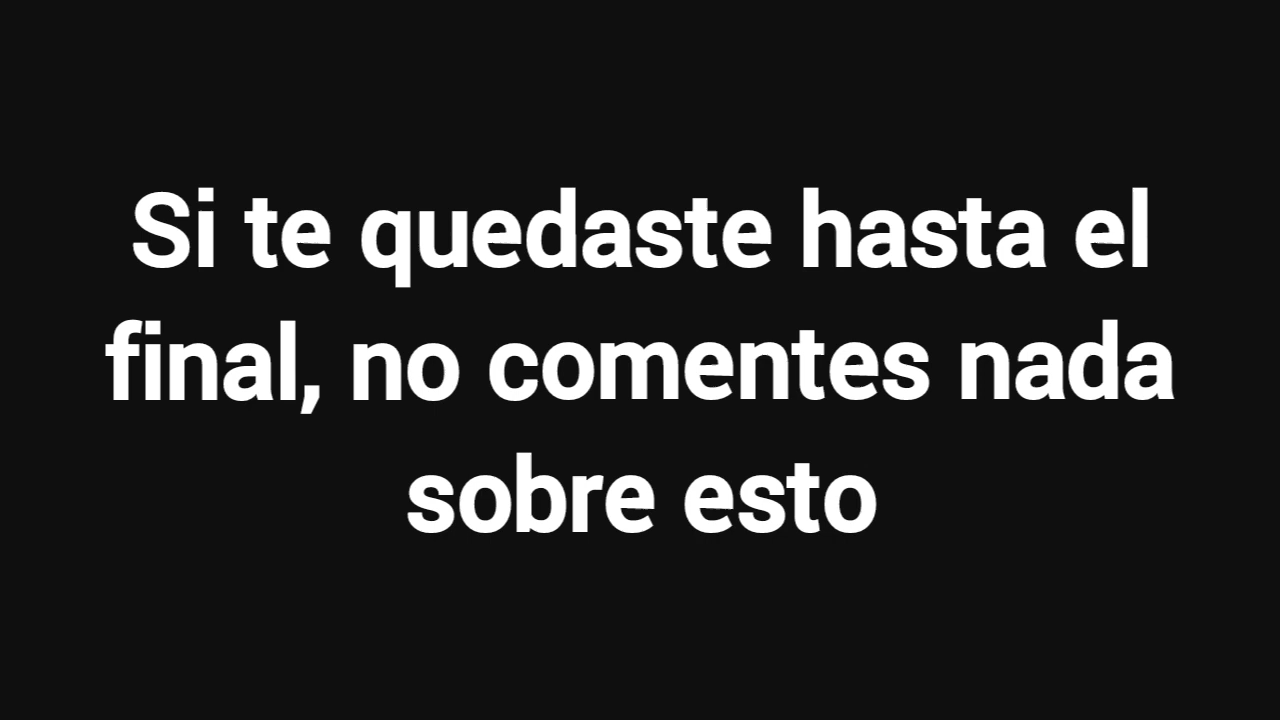 Si te quedaste hasta el
final, no comentes nada
sobre esto